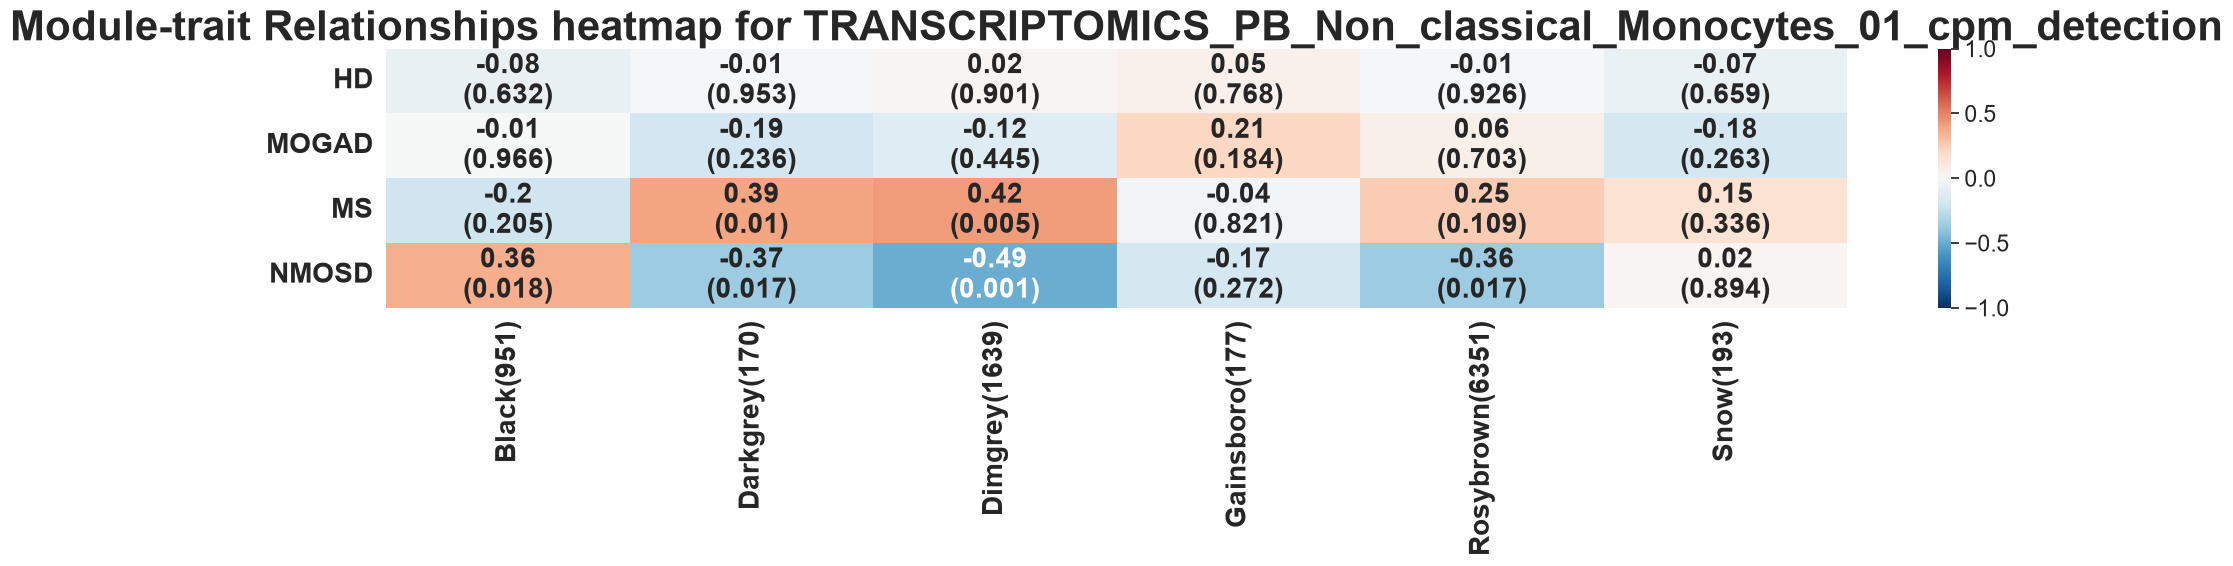 Module-trait Relationships heatmap for TRANSCRIPTOMICS_PB_Non_classical_Monocytes_01_cpm_detection
HD
-0.08 -0.01 0.02 0.05 -0.01 -0.07
(0.632) (0.953) (0.901) (0.768) (0.926) (0.659)
MOGAD
-0.01 -0.19 -0.12 0.21 0.06 -0.18
(0.966) (0.236) (0.445) (0.184) (0.703) (0.263)
MS
-0.2 0.39 0.42 -0.04 0.25 0.15
(0.205) (0.01) (0.005) (0.821) (0.109) (0.336)
NMOSD
0.36 -0.37 -0.49 -0.17 -0.36 0.02
(0.018) (0.017) (0.001) (0.272) (0.017) (0.894)
Black(951)
Darkgrey(170)
Dimgrey(1639)
Gainsboro(177)
Rosybrown(6351)
Snow(193)
1.0
0.5
0.0
−0.5
−1.0